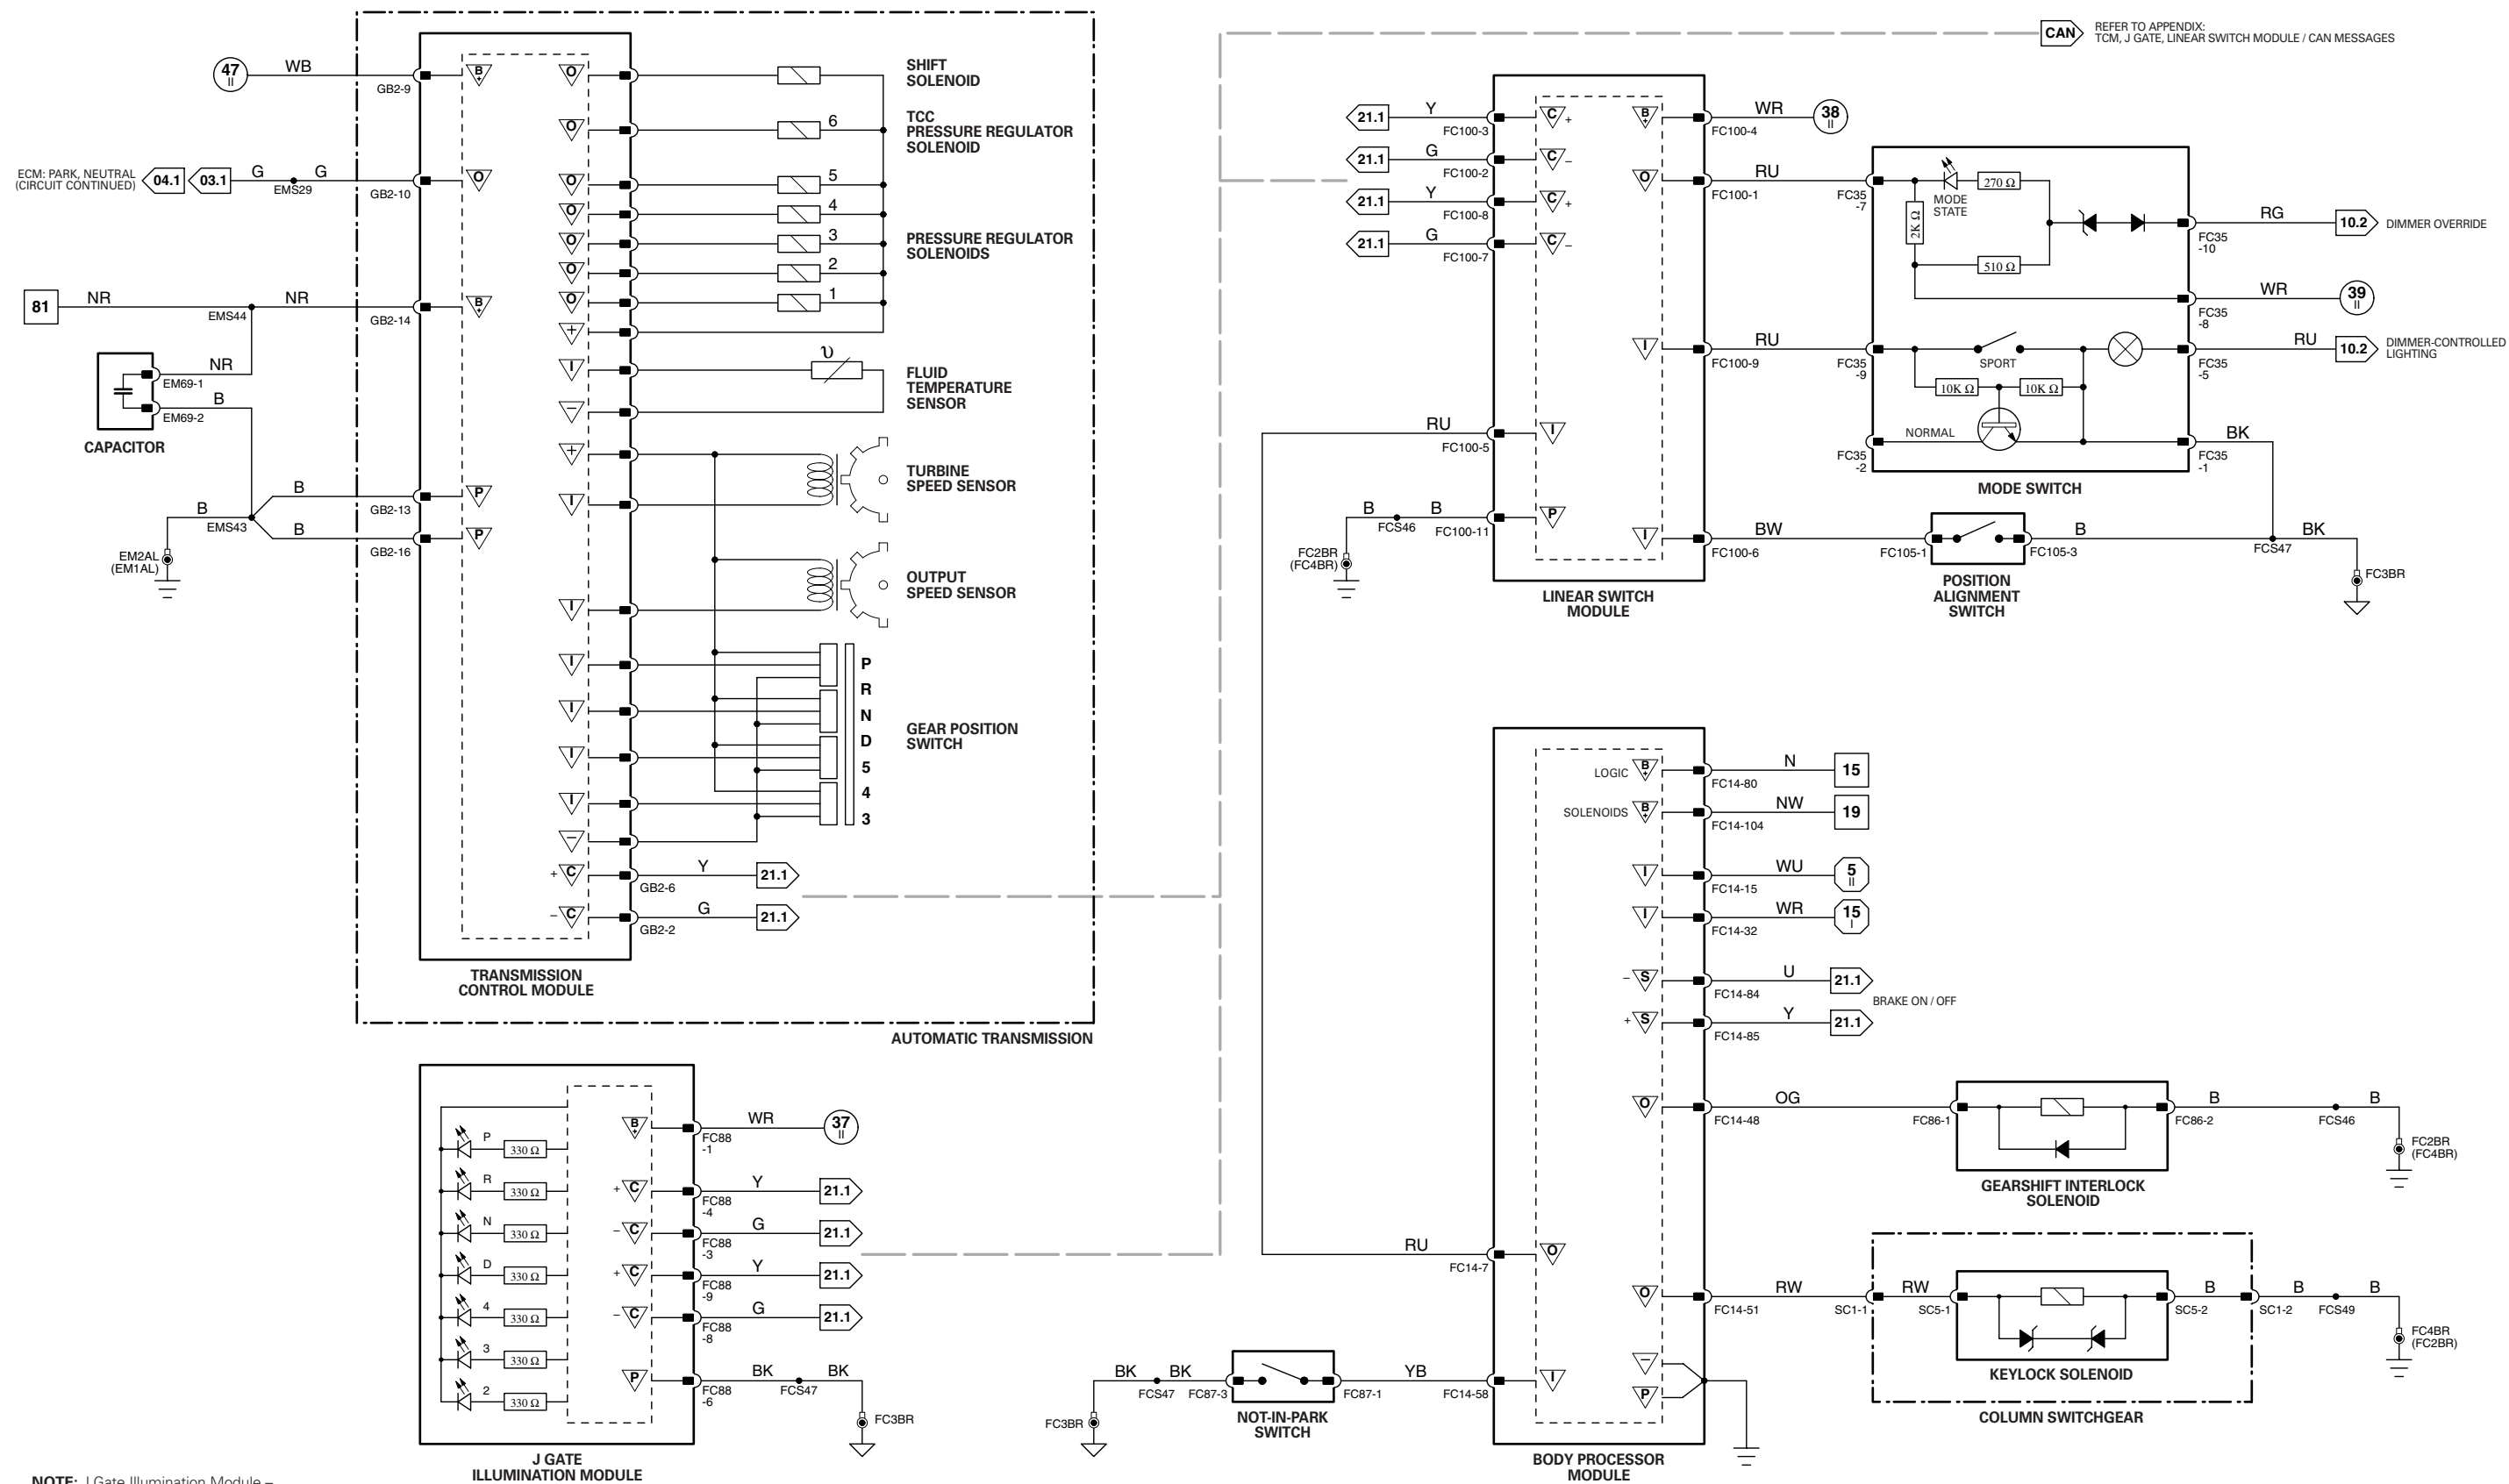 CAN
REFER TO APPENDIX:
TCM, J GATE, LINEAR SWITCH MODULE / CAN MESSAGES
47
II
WB
GB2-9
B
+
O
SHIFT
SOLENOID
O
6
TCC
PRESSURE REGULATOR
SOLENOID
ECM: PARK, NEUTRAL
(CIRCUIT CONTINUED)
04.1
03.1
G
EMS29
G
GB2-10
O
O
5
O
4
O
3
O
2
O
1
+
PRESSURE REGULATOR
SOLENOIDS
81
NR
EMS44
NR
GB2-14
B
+
NR
EM69-1
B
EM69-2
CAPACITOR
I
υ
–
FLUID
TEMPERATURE
SENSOR
+
I
TURBINE
SPEED SENSOR
B
GB2-13
P
B
EMS43
B
GB2-16
P
EM2AL
(EM1AL)
I
OUTPUT
SPEED SENSOR
I
I
I
I
–
P
R
N
D
5
4
3
GEAR POSITION
SWITCH
+
C
GB2-6
Y
21.1
–
C
GB2-2
G
21.1
TRANSMISSION
CONTROL MODULE
AUTOMATIC TRANSMISSION
21.1
Y
FC100-3
C
+
21.1
G
FC100-2
C
–
21.1
Y
FC100-8
C
+
21.1
G
FC100-7
C
–
B
+
FC100-4
WR
38
II
O
FC100-1
RU
FC35
-7
MODE
STATE
270 Ω
2K Ω
510 Ω
FC35
-10
RG
10.2
DIMMER OVERRIDE
FC35
-8
WR
39
II
I
FC100-9
RU
FC35
-9
SPORT
10K Ω
10K Ω
FC35
-5
RU
10.2
DIMMER-CONTROLLED
LIGHTING
NORMAL
FC35
-2
FC35
-1
BK
MODE SWITCH
RU
FC100-5
I
B
FCS46
B
FC100-11
P
FC2BR
(FC4BR)
I
FC100-6
BW
FC105-1
FC105-3
B
FCS47
BK
FC3BR
LINEAR SWITCH
MODULE
POSITION
ALIGNMENT
SWITCH
LOGIC
B
+
FC14-80
N
15
SOLENOIDS
B
+
FC14-104
NW
19
I
FC14-15
WU
5
II
I
FC14-32
WR
15
I
–
S
FC14-84
U
21.1
BRAKE ON / OFF
+
S
FC14-85
Y
21.1
O
FC14-48
OG
FC86-1
FC86-2
B
FCS46
B
FC2BR
(FC4BR)
GEARSHIFT INTERLOCK
SOLENOID
RU
FC14-7
O
O
FC14-51
RW
SC1-1
RW
SC5-1
SC5-2
B
SC1-2
B
FCS49
B
FC4BR
(FC2BR)
KEYLOCK SOLENOID
COLUMN SWITCHGEAR
–
P
FC3BR
BK
FCS47
BK
FC87-3
FC87-1
YB
FC14-58
I
NOT-IN-PARK
SWITCH
BODY PROCESSOR
MODULE
P
330 Ω
R
330 Ω
N
330 Ω
D
330 Ω
4
330 Ω
3
330 Ω
2
330 Ω
B
+
FC88
-1
WR
37
II
+
C
FC88
-4
Y
21.1
–
C
FC88
-3
G
21.1
+
C
FC88
-9
Y
21.1
–
C
FC88
-8
G
21.1
P
FC88
-6
BK
FCS47
BK
FC3BR
J GATE
ILLUMINATION MODULE
NOTE: J Gate Illumination Module –